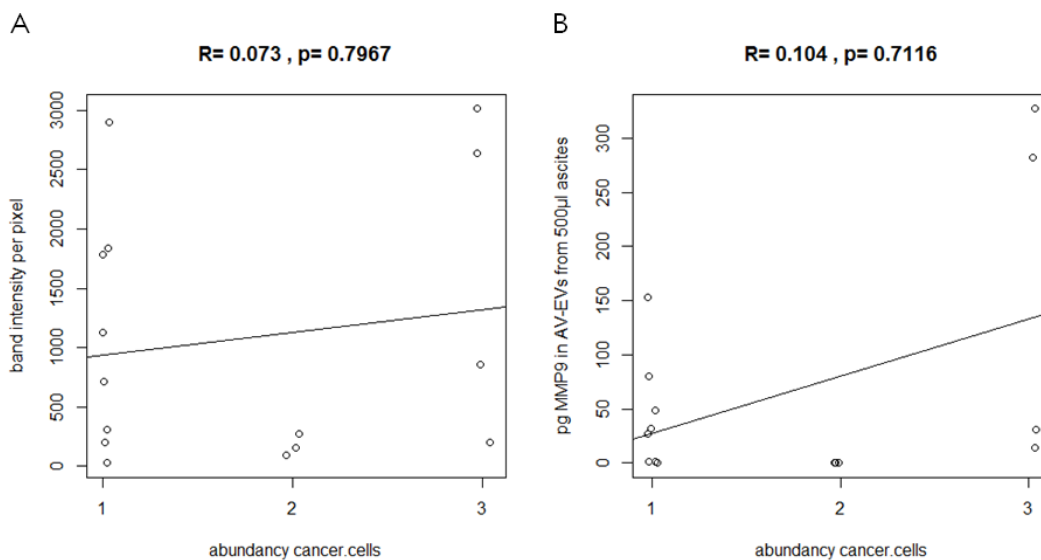 A
R= 0.073 , p= 0.7967
band intensity per pixel
3000
2500
2000
1500
1000
500
0
1 2 3
abundancy cancer.cells
B
R= 0.104 , p= 0.7116
pg MMP9 in AV-EVs from 500µl ascites
300
250
200
150
100
50
0
1 2 3
abundancy cancer.cells